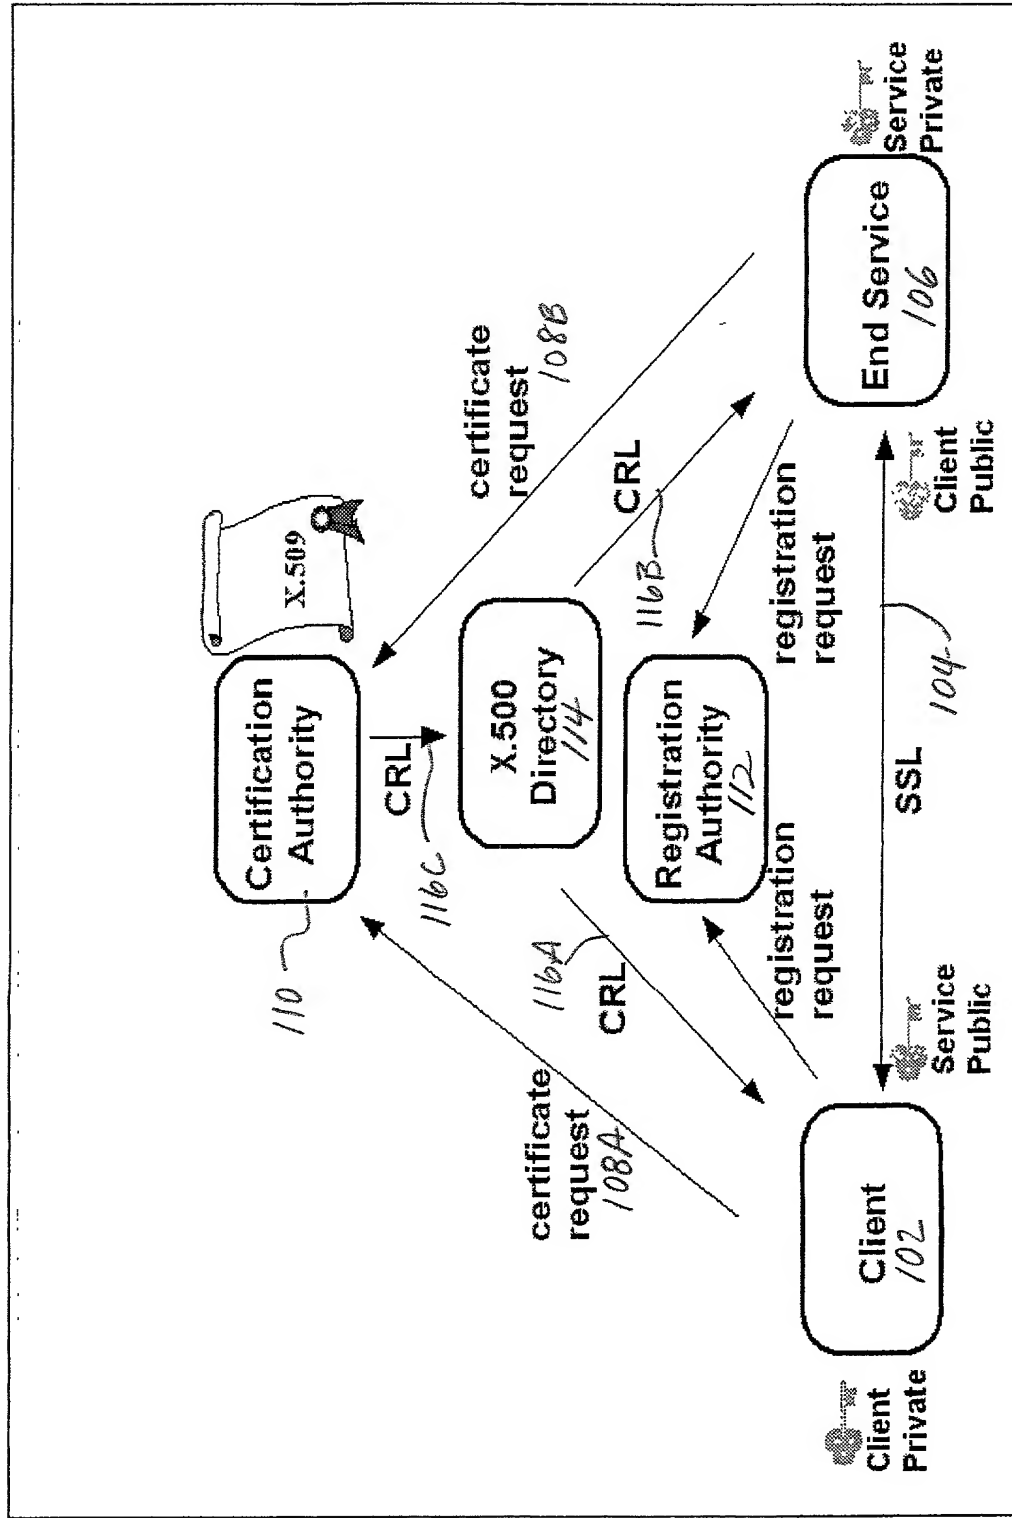 X.509
Certification
Authority
110
CRL
116C
certificate
request
108B
certificate
request
108A
X.500
Directory
114
116A
CRL
CRL
116B
Registration
Authority
112
registration
request
registration
request
Client
102
Client
Private
Service
Public
SSL
104
Client
Public
End Service
106
Service
Private